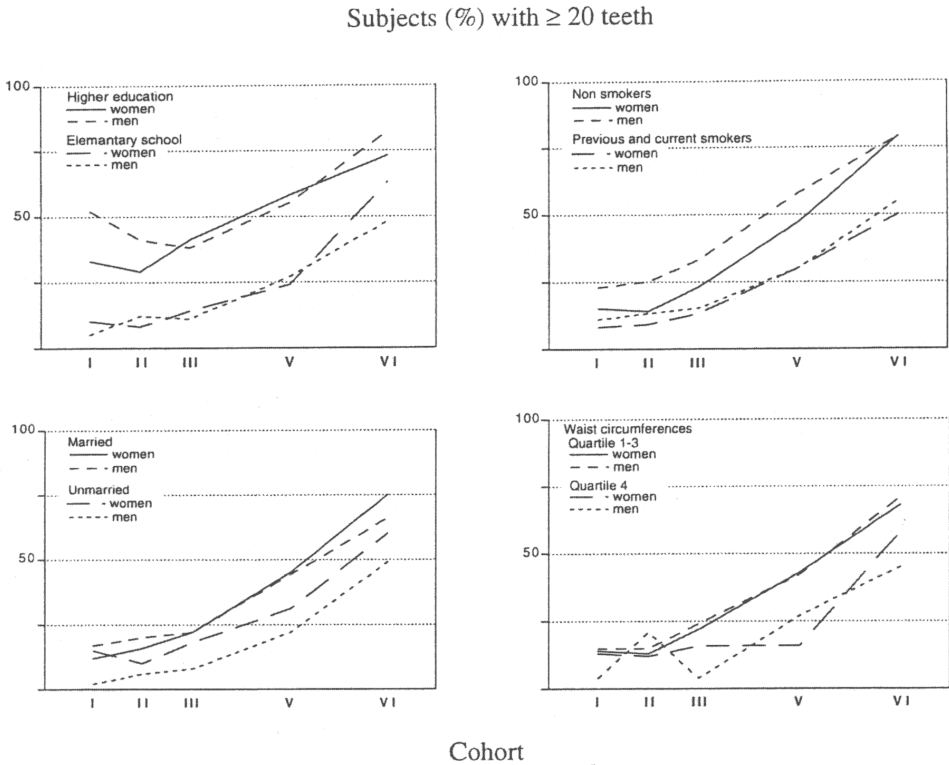 Subjects (%) with ≥ 20 teeth
100
50
Higher education
women
men
Elemantary school
women
men
I II III V VI
100
50
Non smokers
women
men
Previous and current smokers
women
men
I II III V VI
100
50
Married
women
men
Unmarried
women
men
I II III V VI
100
50
Waist circumferences
Quartile 1-3
women
men
Quartile 4
women
men
I II III V VI
Cohort